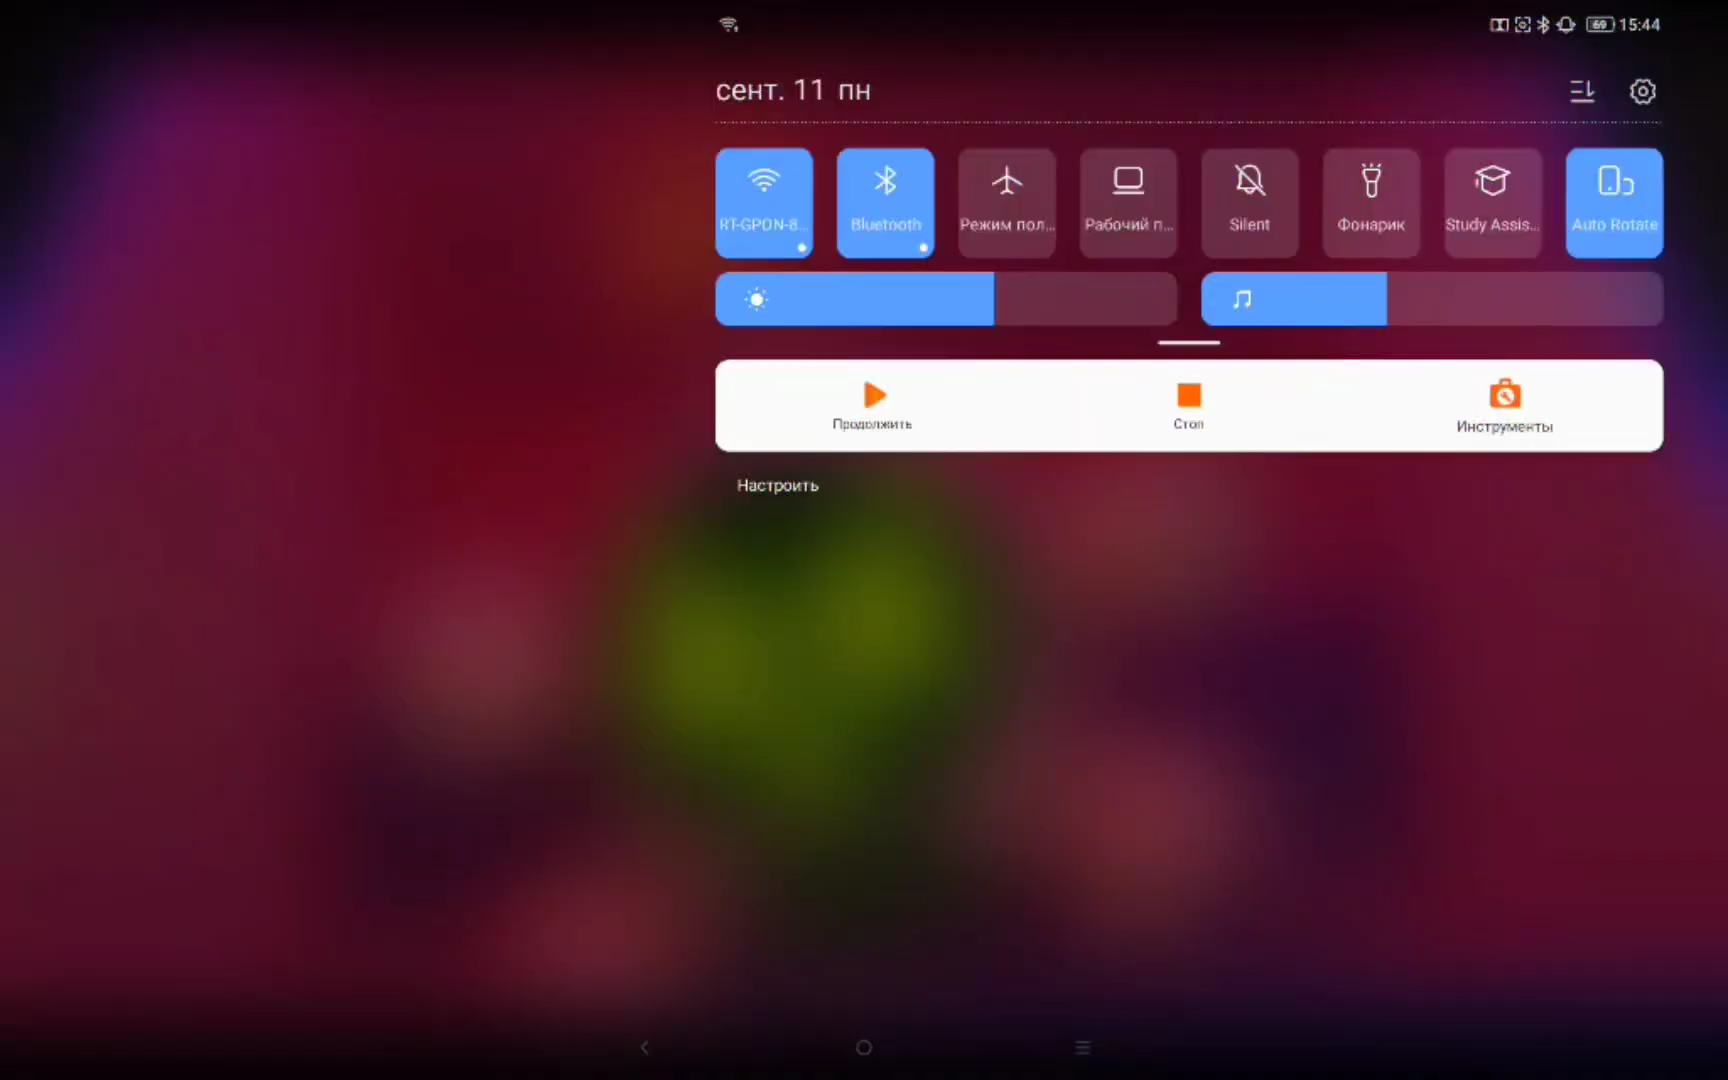 69 15:44
сент. 11 пн
RT-GPON-8...
Bluetooth
Режим пол...
Рабочий п...
Silent
Фонарик
Study Assis...
Auto Rotate
Продолжить
Стоп
Инструменты
Настроить